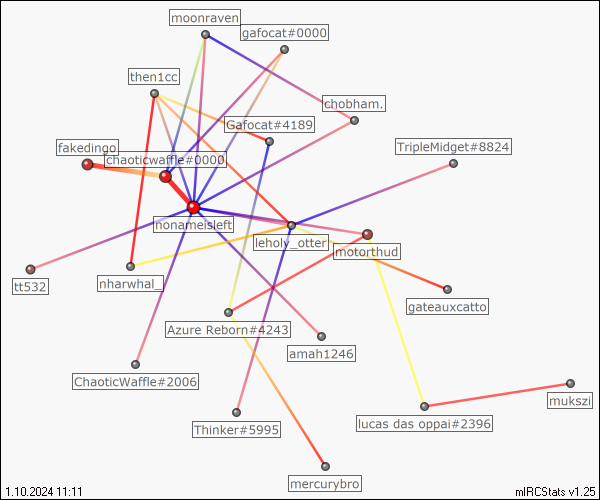 moonraven
gafocat#0000
then1cc
chobham.
Gafocat#4189
fakedingo
chaoticwaffle#0000
TripleMidget#8824
nonameisleft
leholy_otter
motorthud
tt532
nharwhal_
gateauxcatto
Azure Reborn#4243
amah1246
ChaoticWaffle#2006
mukszi
Thinker#5995
lucas das oppai#2396
mercurybro
1.10.2024 11:11
mIRCStats v1.25